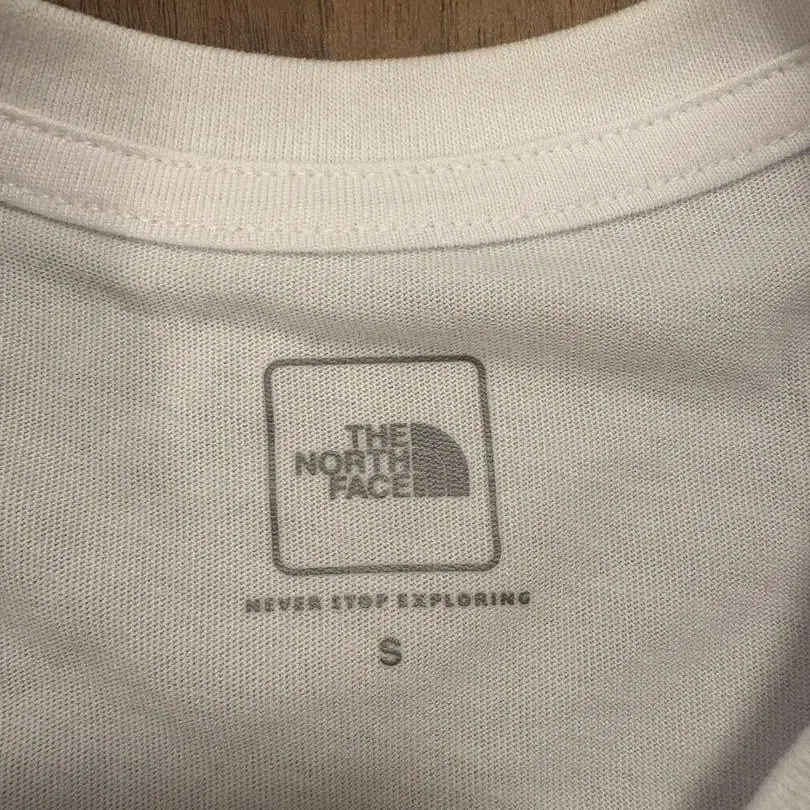 THE
NORTH
FACE
NEVER STOP EXPLORING
S